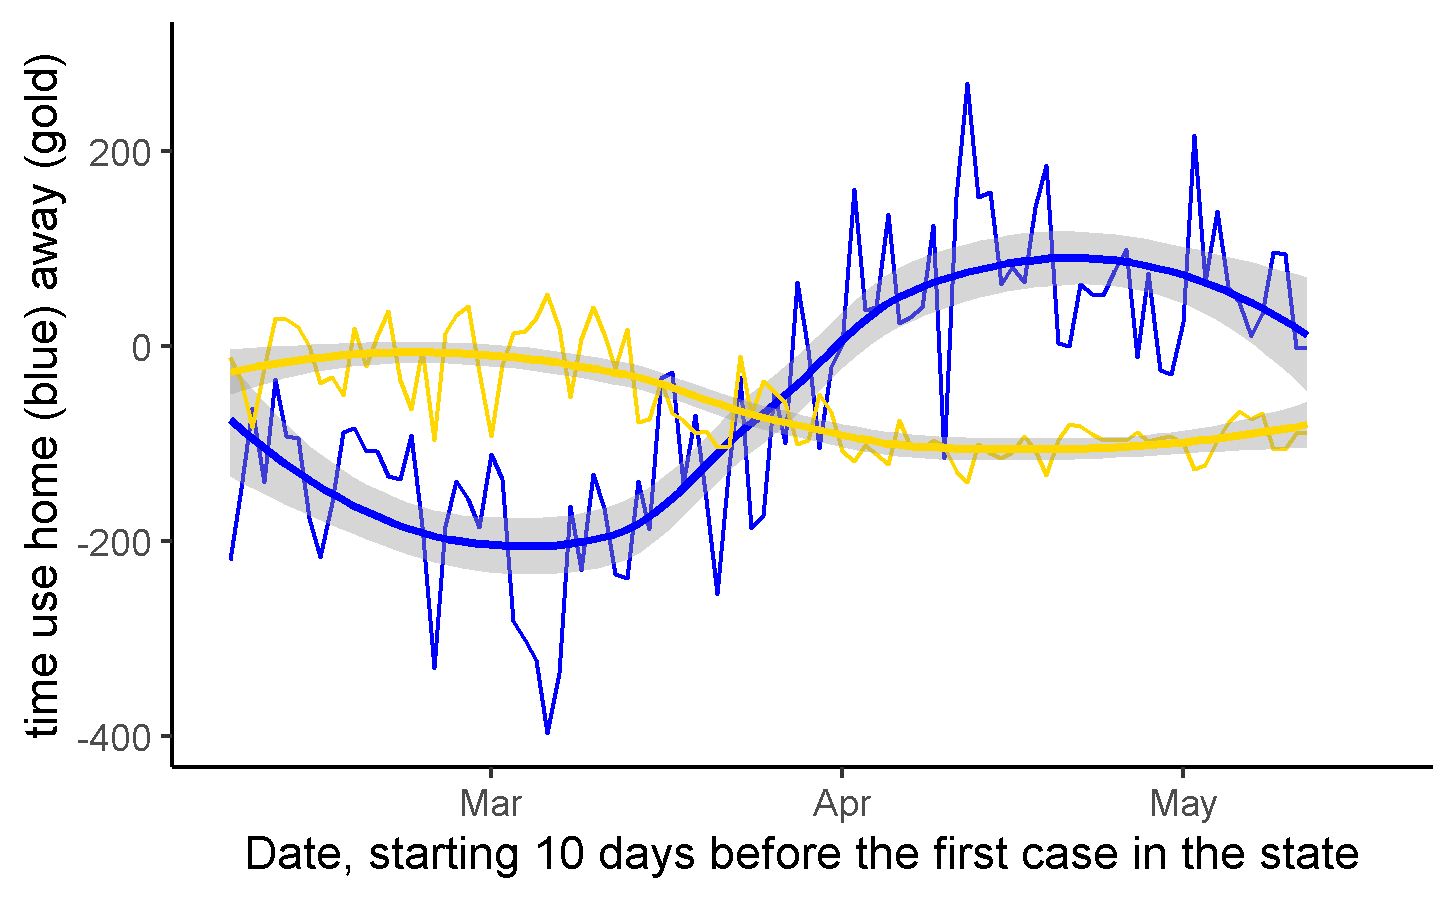 time use home (blue) away (gold)
200
0
-200
-400
Mar
Apr
May
Date, starting 10 days before the first case in the state